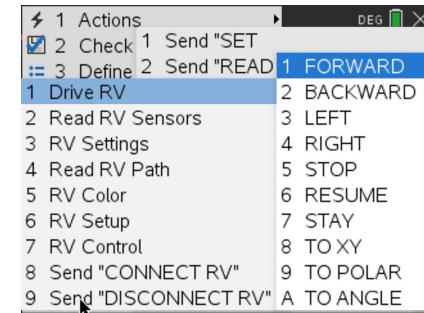 1 Actions
DEG
2 Check
1 Send "SET
3 Define
2 Send "READ
1 Drive RV
2 Read RV Sensors
3 RV Settings
4 Read RV Path
5 RV Color
6 RV Setup
7 RV Control
8 Send "CONNECT RV"
9 Send "DISCONNECT RV"
1 FORWARD
2 BACKWARD
3 LEFT
4 RIGHT
5 STOP
6 RESUME
7 STAY
8 TO XY
9 TO POLAR
A TO ANGLE